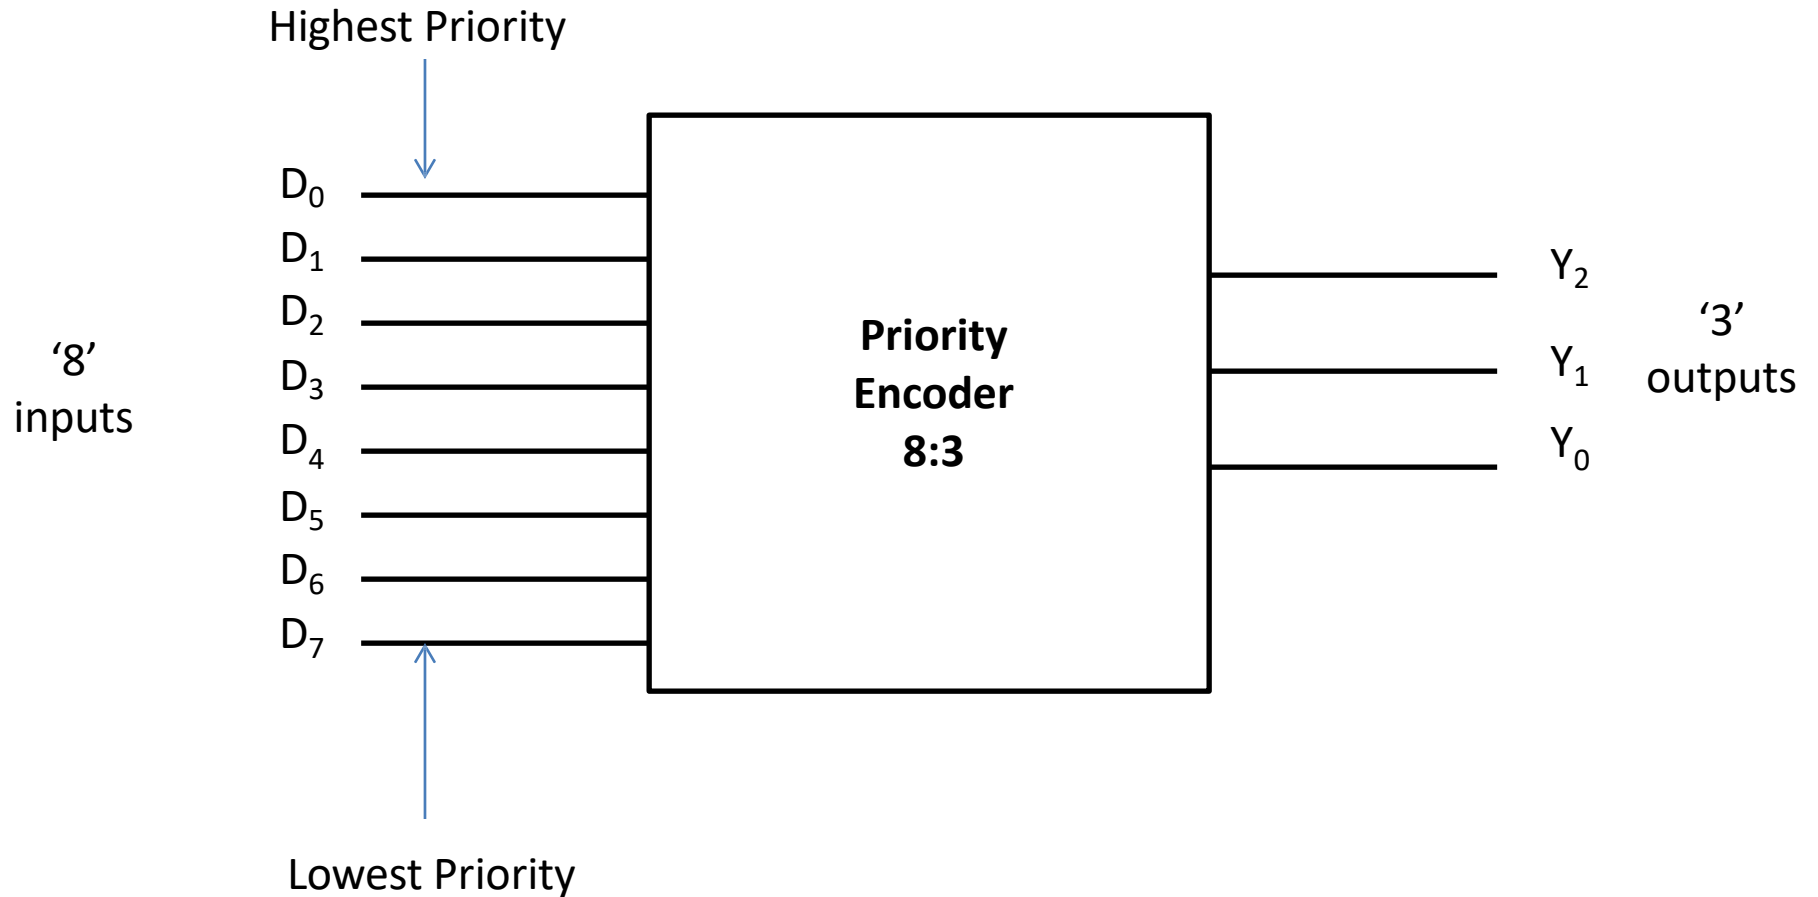 Highest Priority
D₀
D₁
D₂
D₃
D₄
D₅
D₆
D₇
‘8’
inputs
Priority
Encoder
8:3
Y₂
Y₁
Y₀
‘3’
outputs
Lowest Priority